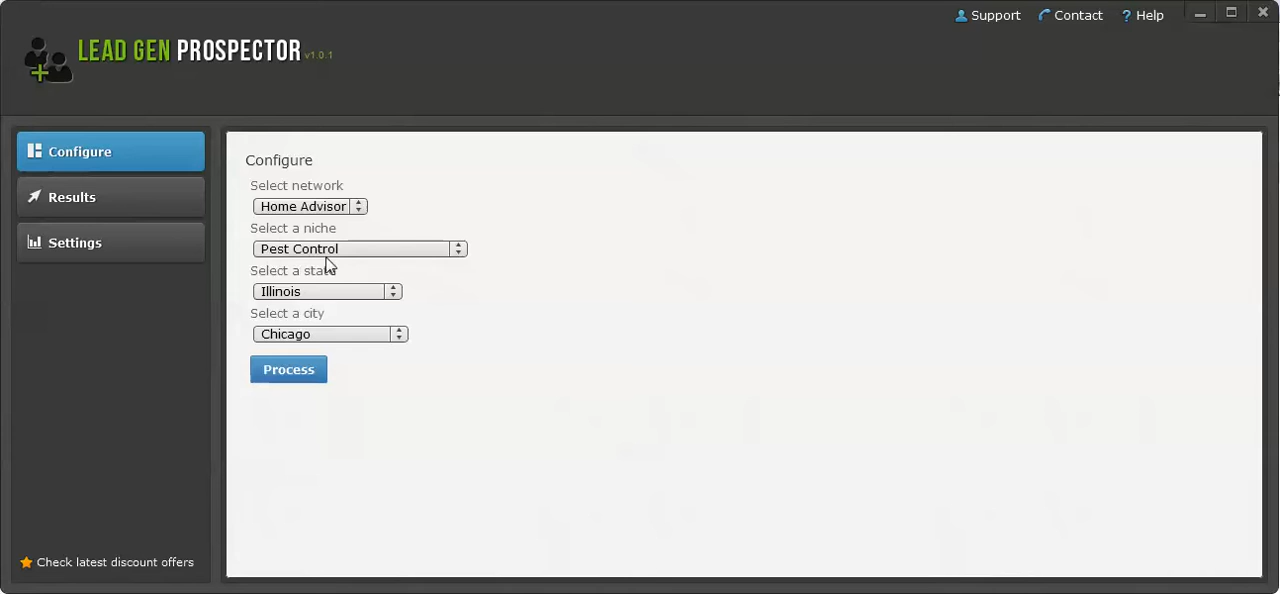 Support Contact ? Help
LEAD GEN PROSPECTOR v1.0.1
Configure
Results
Settings
Check latest discount offers
Configure
Select network
Home Advisor
Select a niche
Pest Control
Select a stat
Illinois
Select a city
Chicago
Process